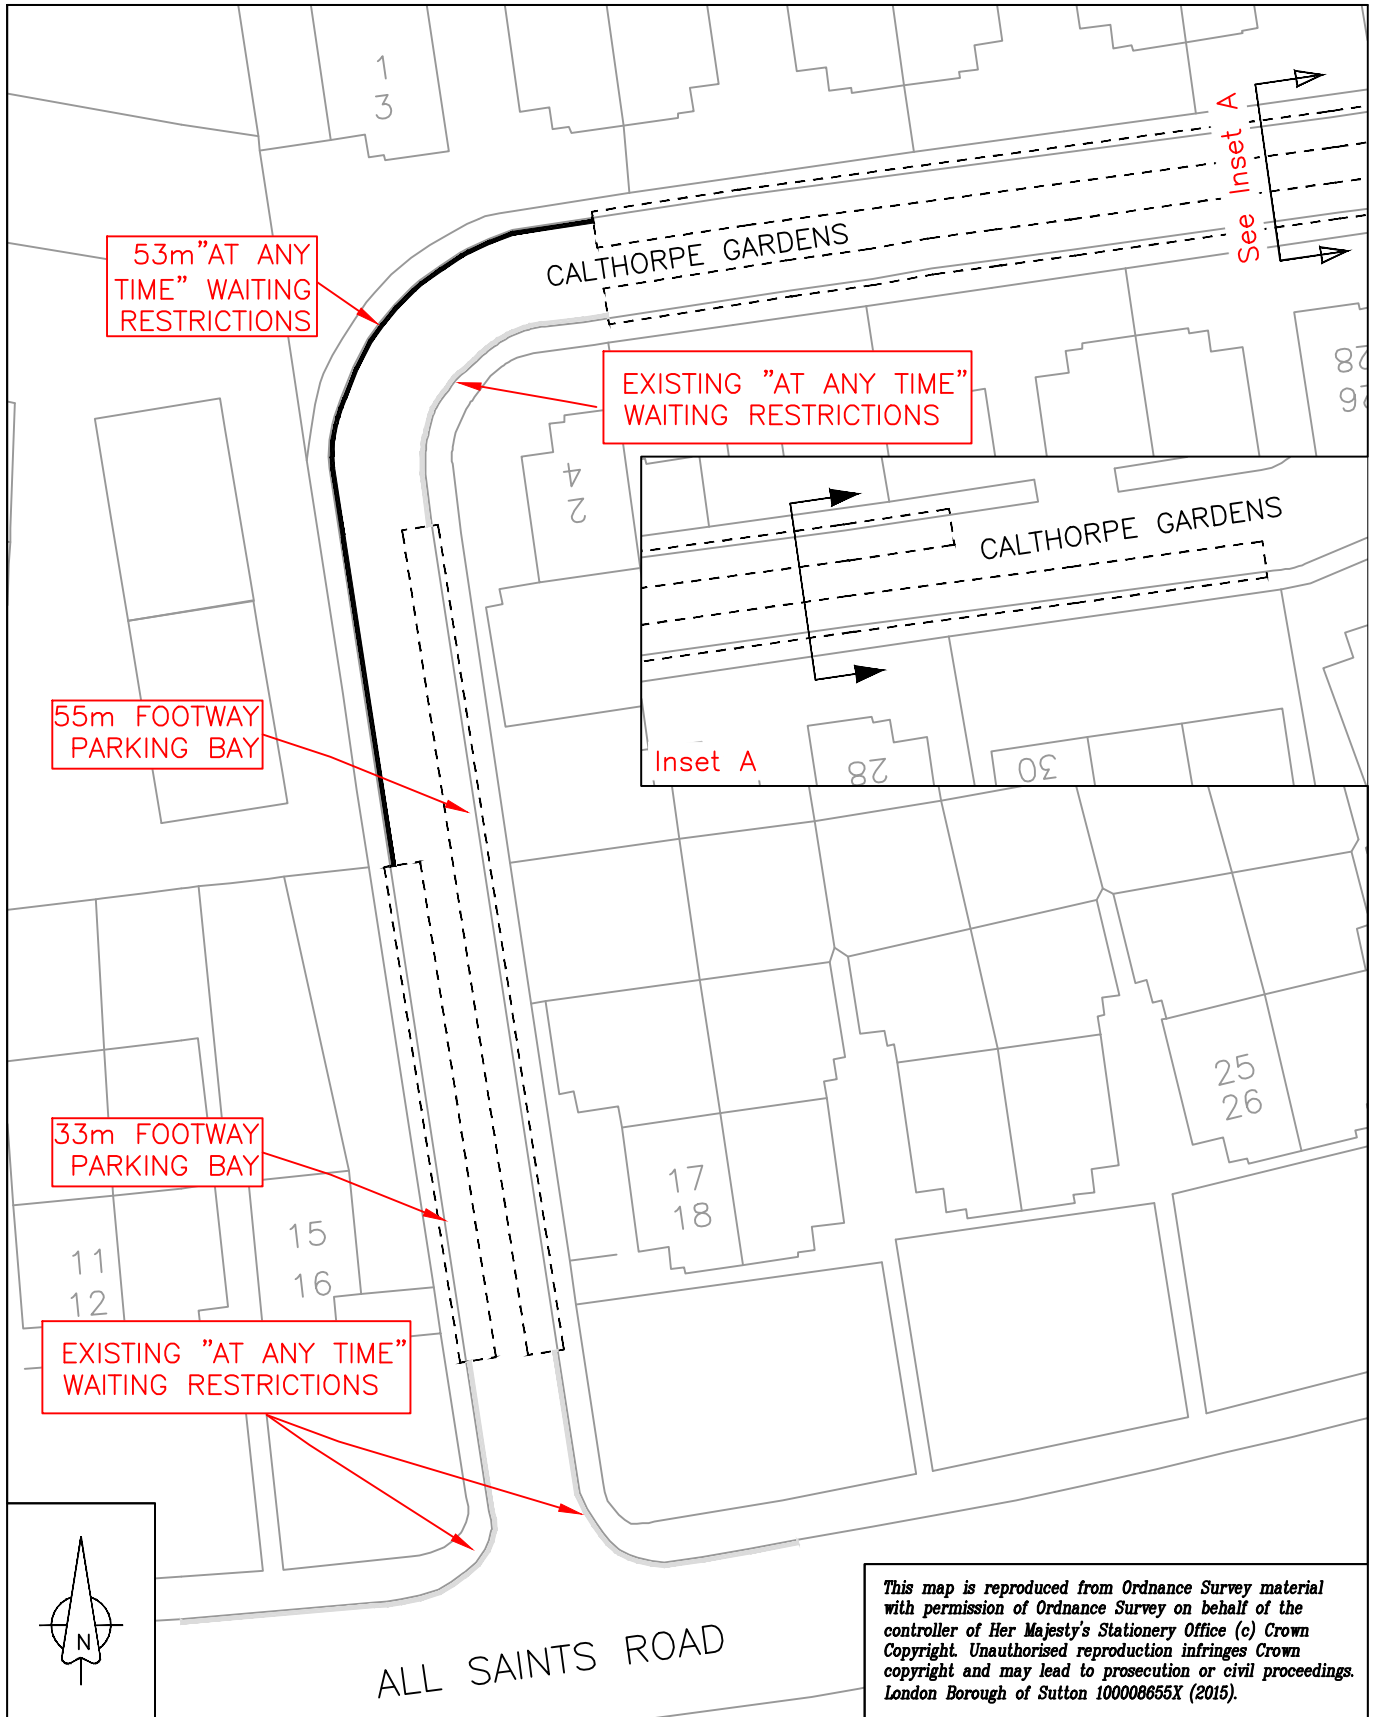 1
3
See Inset A
53m"AT ANY
TIME" WAITING
RESTRICTIONS
CALTHORPE GARDENS
EXISTING "AT ANY TIME"
WAITING RESTRICTIONS
28
26
4
2
CALTHORPE GARDENS
55m FOOTWAY
PARKING BAY
Inset A
28
30
33m FOOTWAY
PARKING BAY
25
26
17
18
15
16
11
12
EXISTING "AT ANY TIME"
WAITING RESTRICTIONS
N
ALL SAINTS ROAD
This map is reproduced from Ordnance Survey material
with permission of Ordnance Survey on behalf of the
controller of Her Majesty's Stationery Office (c) Crown
Copyright. Unauthorised reproduction infringes Crown
copyright and may lead to prosecution or civil proceedings.
London Borough of Sutton 100008655X (2015).